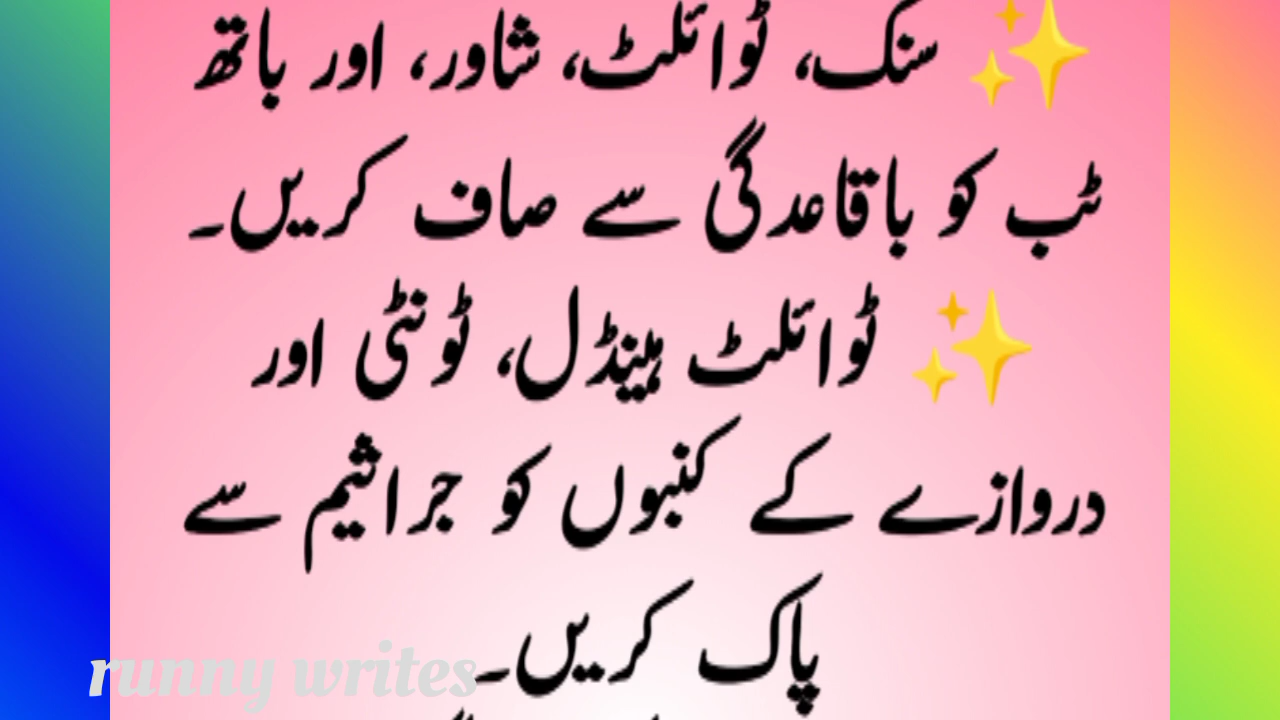 ✨ سنک، ٹوائلٹ، شاور، اور باتھ
ٹب کو باقاعدگی سے صاف کریں۔
✨ ٹوائلٹ ہینڈل، ٹونٹی اور
دروازے کے کنبوں کو جراثیم سے
پاک کریں۔
runny writes